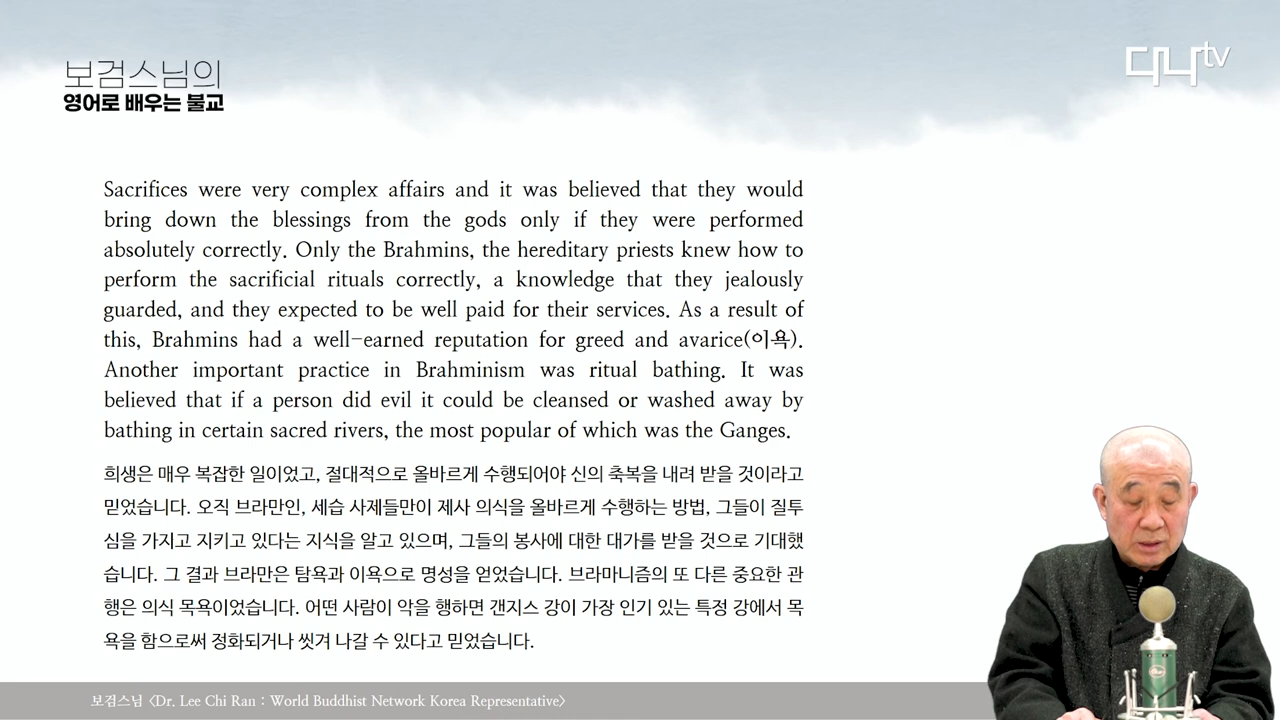 보검스님의
영어로 배우는 불교
다나tv
Sacrifices were very complex affairs and it was believed that they would
bring down the blessings from the gods only if they were performed
absolutely correctly. Only the Brahmins, the hereditary priests knew how to
perform the sacrificial rituals correctly, a knowledge that they jealously
guarded, and they expected to be well paid for their services. As a result of
this, Brahmins had a well-earned reputation for greed and avarice(이욕).
Another important practice in Brahminism was ritual bathing. It was
believed that if a person did evil it could be cleansed or washed away by
bathing in certain sacred rivers, the most popular of which was the Ganges.
희생은 매우 복잡한 일이었고, 절대적으로 올바르게 수행되어야 신의 축복을 내려 받을 것이라고
믿었습니다. 오직 브라만인, 세습 사제들만이 제사 의식을 올바르게 수행하는 방법, 그들이 질투
심을 가지고 지키고 있다는 지식을 알고 있으며, 그들의 봉사에 대한 대가를 받을 것으로 기대했
습니다. 그 결과 브라만은 탐욕과 이욕으로 명성을 얻었습니다. 브라마니즘의 또 다른 중요한 관
행은 의식 목욕이었습니다. 어떤 사람이 악을 행하면 갠지스 강이 가장 인기 있는 특정 강에서 목
욕을 함으로써 정화되거나 씻겨 나갈 수 있다고 믿었습니다.
보검스님 <Dr. Lee Chi Ran : World Buddhist Network Korea Representative>